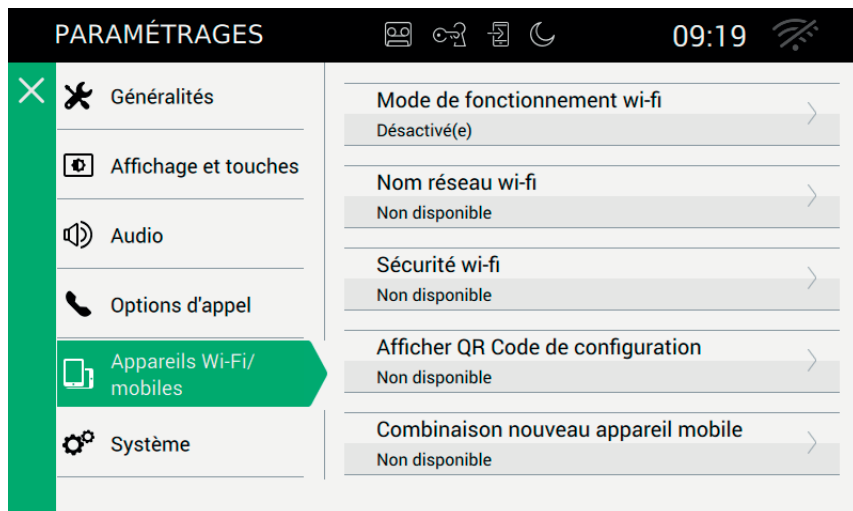 PARAMÉTRAGES
09:19
Généralités
Affichage et touches
Audio
Options d'appel
Appareils Wi-Fi/
mobiles
Système
Mode de fonctionnement wi-fi
Désactivé(e)
Nom réseau wi-fi
Non disponible
Sécurité wi-fi
Non disponible
Afficher QR Code de configuration
Non disponible
Combinaison nouveau appareil mobile
Non disponible